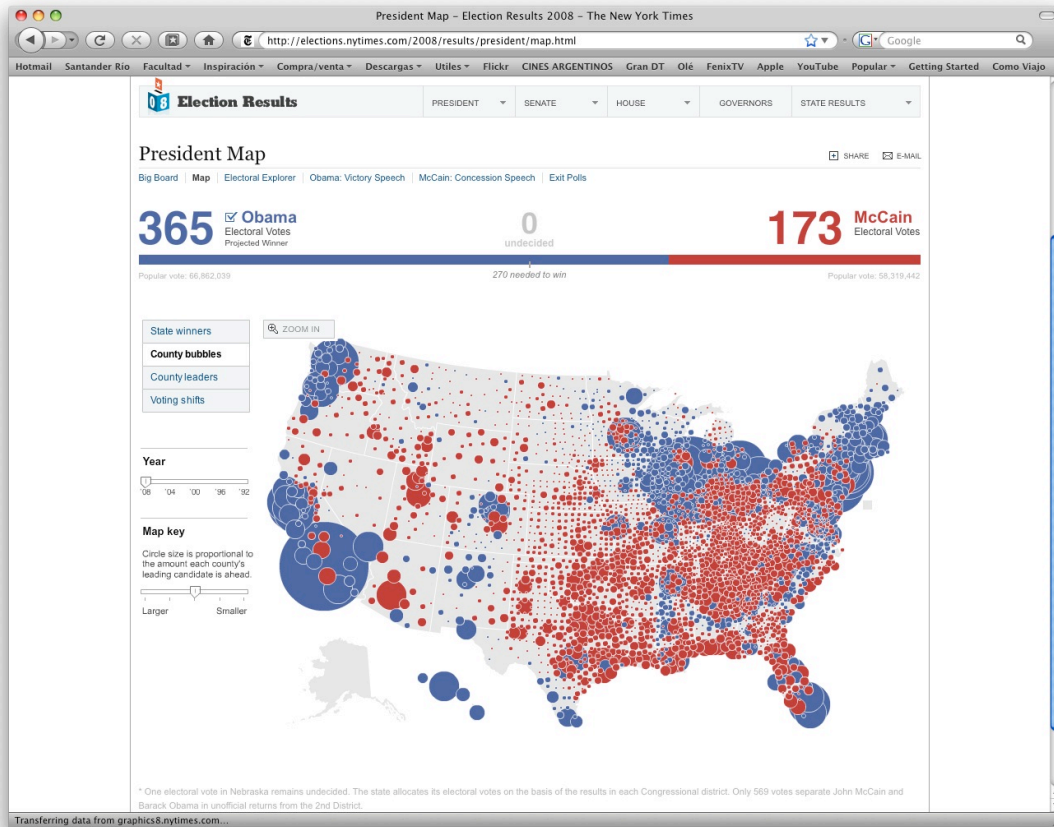 President Map – Election Results 2008 – The New York Times
http://elections.nytimes.com/2008/results/president/map.html
Google
Hotmail Santander Río Facultad Inspiración Compra/venta Descargas Utiles Flickr CINES ARGENTINOS Gran DT Olé FenixTV Apple YouTube Popular Getting Started Como Viajo
08 Election Results PRESIDENT SENATE HOUSE GOVERNORS STATE RESULTS
President Map
SHARE E-MAIL
Big Board Map Electoral Explorer Obama: Victory Speech McCain: Concession Speech Exit Polls
365 Obama
Electoral Votes
Projected Winner
0
undecided
173 McCain
Electoral Votes
Popular vote: 66,862,039
270 needed to win
Popular vote: 58,319,442
State winners
County bubbles
County leaders
Voting shifts
ZOOM IN
Year
'08 '04 '00 '96 '92
Map key
Circle size is proportional to
the amount each county's
leading candidate is ahead.
Larger Smaller
* One electoral vote in Nebraska remains undecided. The state allocates its electoral votes on the basis of the results in each Congressional district. Only 569 votes separate John McCain and
Barack Obama in unofficial returns from the 2nd District.
Transferring data from graphics8.nytimes.com...